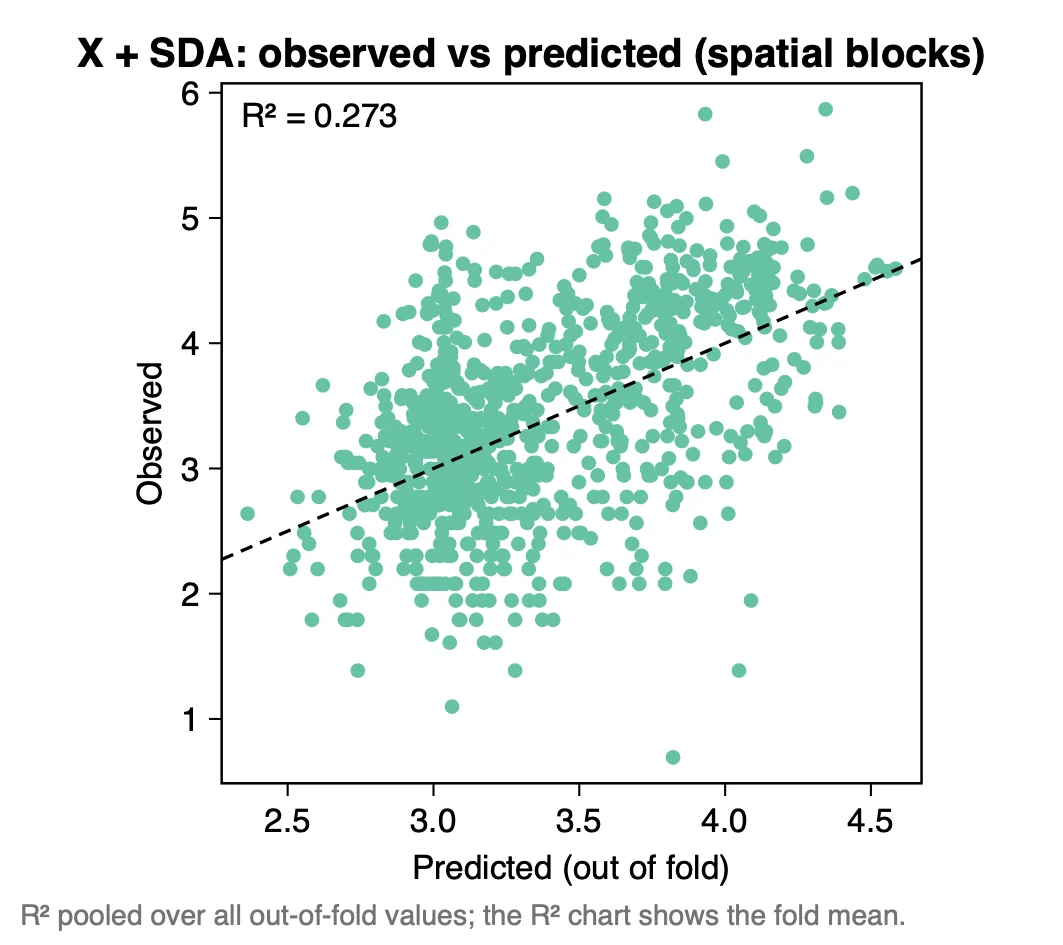 X + SDA: observed vs predicted (spatial blocks)
R² = 0.273
6
5
4
3
2
1
Observed
2.5 3.0 3.5 4.0 4.5
Predicted (out of fold)
R² pooled over all out-of-fold values; the R² chart shows the fold mean.